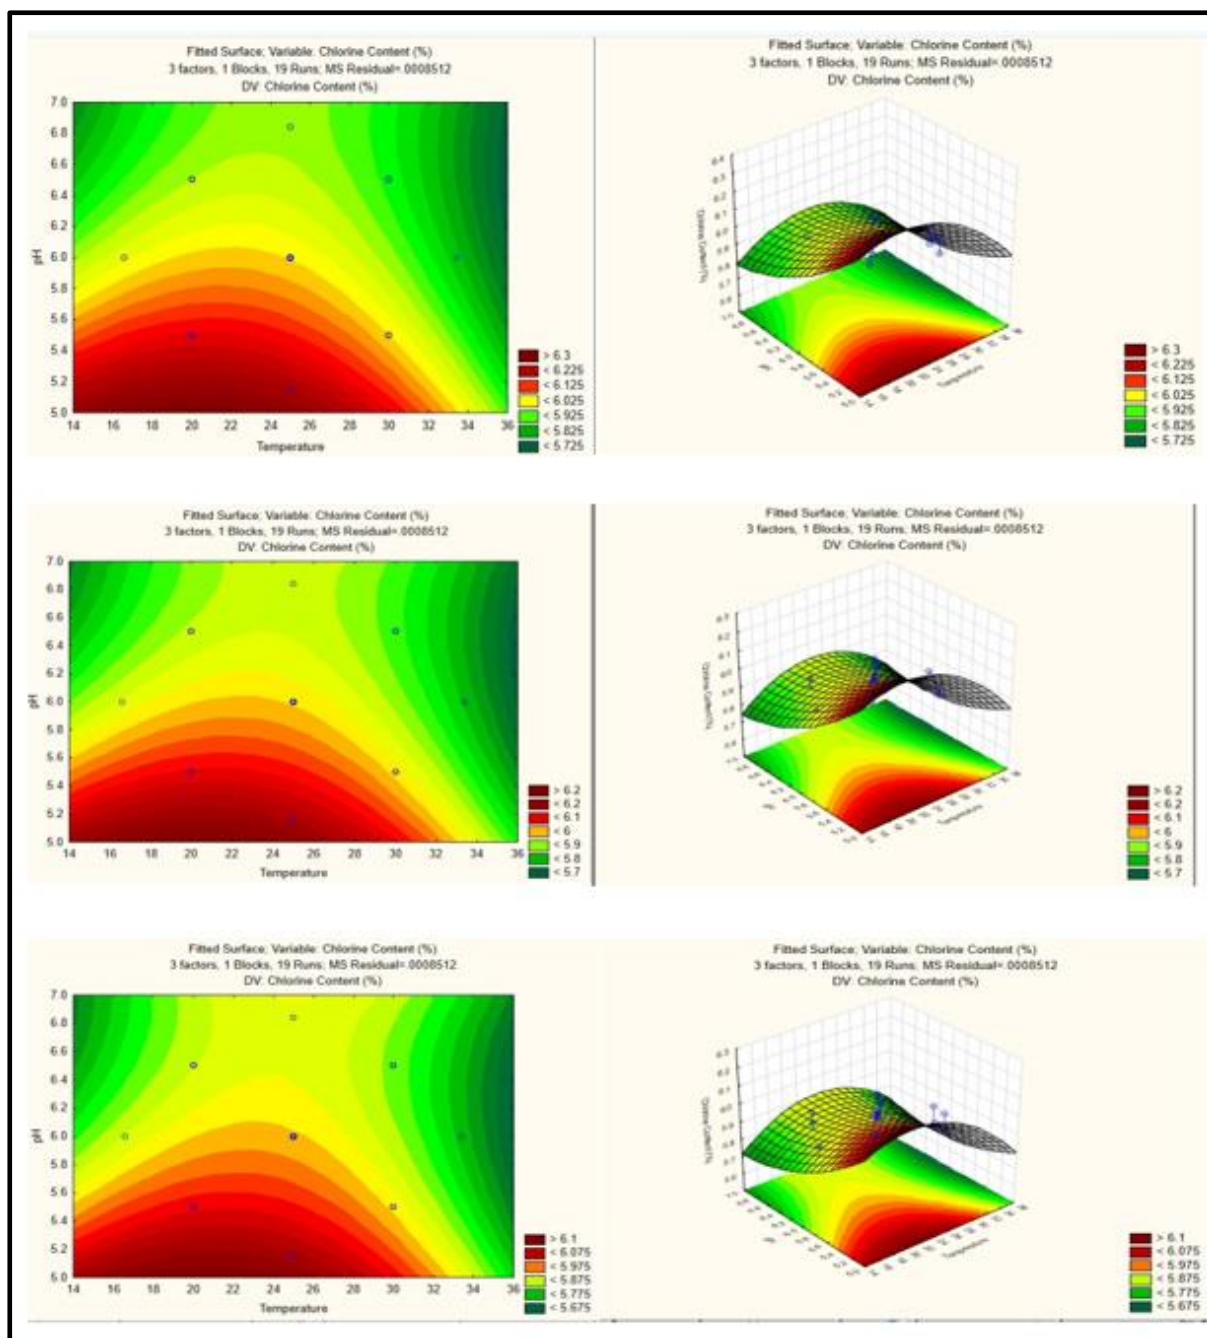 Fitted Surface; Variable: Chlorine Content (%)
3 factors, 1 Blocks, 19 Runs; MS Residual=.0008512
DV: Chlorine Content (%)
7.0
6.8
6.6
6.4
6.2
6.0
5.8
5.6
5.4
5.2
5.0
pH
14 16 18 20 22 24 26 28 30 32 34 36
Temperature
> 6.3
< 6.225
< 6.125
< 6.025
< 5.925
< 5.825
< 5.725
Fitted Surface; Variable: Chlorine Content (%)
3 factors, 1 Blocks, 19 Runs; MS Residual=.0008512
DV: Chlorine Content (%)
Temperature
> 6.3
< 6.225
< 6.125
< 6.025
< 5.925
< 5.825
< 5.725
Fitted Surface; Variable: Chlorine Content (%)
3 factors, 1 Blocks, 19 Runs; MS Residual=.0008512
DV: Chlorine Content (%)
7.0
6.8
6.6
6.4
6.2
6.0
5.8
5.6
5.4
5.2
5.0
pH
14 16 18 20 22 24 26 28 30 32 34 36
Temperature
> 6.2
< 6.2
< 6.1
< 6
< 5.9
< 5.8
< 5.7
Fitted Surface; Variable: Chlorine Content (%)
3 factors, 1 Blocks, 19 Runs; MS Residual=.0008512
DV: Chlorine Content (%)
Temperature
> 6.2
< 6.2
< 6.1
< 6
< 5.9
< 5.8
< 5.7
Fitted Surface; Variable: Chlorine Content (%)
3 factors, 1 Blocks, 19 Runs; MS Residual=.0008512
DV: Chlorine Content (%)
7.0
6.8
6.6
6.4
6.2
6.0
5.8
5.6
5.4
5.2
5.0
pH
14 16 18 20 22 24 26 28 30 32 34 36
Temperature
> 6.1
< 6.075
< 5.975
< 5.875
< 5.775
< 5.675
Fitted Surface; Variable: Chlorine Content (%)
3 factors, 1 Blocks, 19 Runs; MS Residual=.0008512
DV: Chlorine Content (%)
Temperature
> 6.1
< 6.075
< 5.975
< 5.875
< 5.775
< 5.675